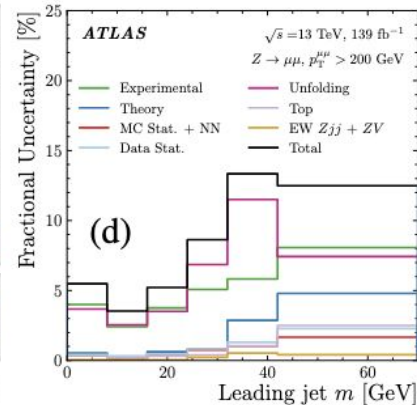 Fractional Uncertainty [%]
25
20
15
10
5
0
ATLAS
√s =13 TeV, 139 fb⁻¹
Z → μμ, p_T^{μμ} > 200 GeV
Experimental
Theory
MC Stat. + NN
Data Stat.
Unfolding
Top
EW Zjj + ZV
Total
(d)
0 20 40 60
Leading jet m [GeV]